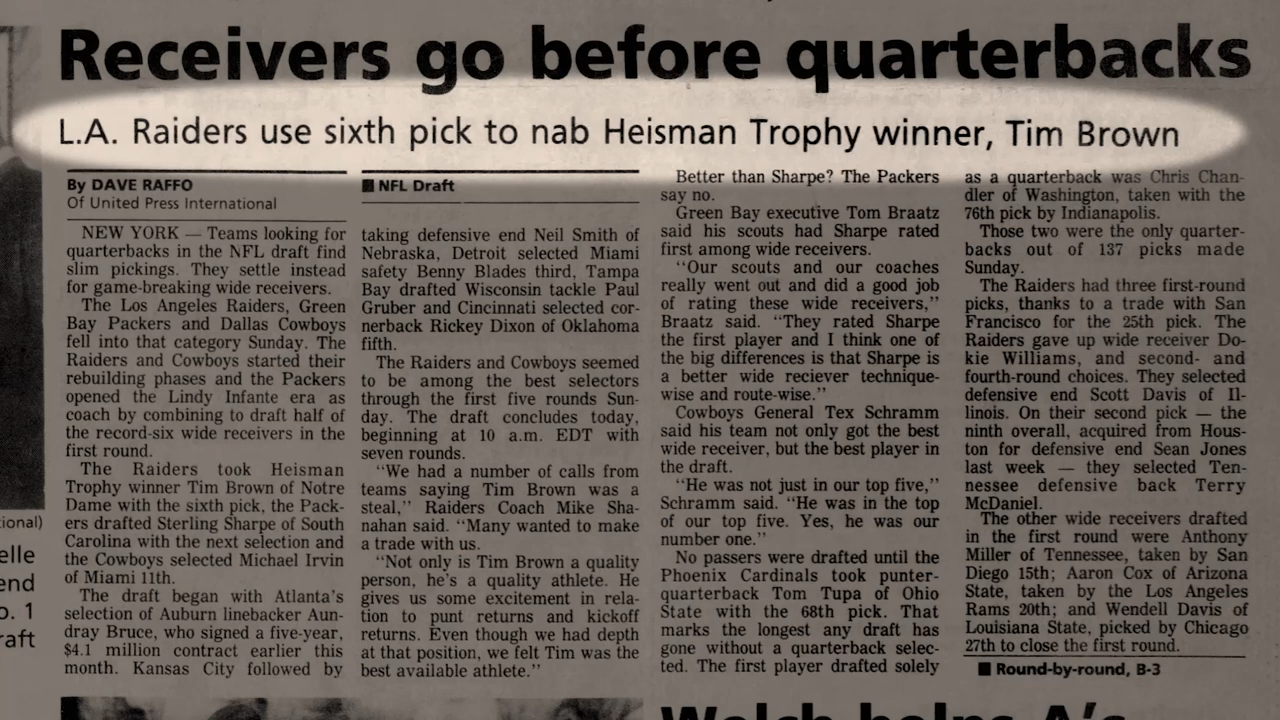 Receivers go before quarterbacks
L.A. Raiders use sixth pick to nab Heisman Trophy winner, Tim Brown
By DAVE RAFFO
Of United Press International
NEW YORK — Teams looking for
quarterbacks in the NFL draft find
slim pickings. They settle instead
for game-breaking wide receivers.
The Los Angeles Raiders, Green
Bay Packers and Dallas Cowboys
fell into that category Sunday. The
Raiders and Cowboys started their
rebuilding phases and the Packers
opened the Lindy Infante era as
coach by combining to draft half of
the record-six wide receivers in the
first round.
The Raiders took Heisman
Trophy winner Tim Brown of Notre
Dame with the sixth pick, the Pack-
ers drafted Sterling Sharpe of South
Carolina with the next selection and
the Cowboys selected Michael Irvin
of Miami 11th.
The draft began with Atlanta's
selection of Auburn linebacker Aun-
dray Bruce, who signed a five-year,
$4.1 million contract earlier this
month. Kansas City followed by
■ NFL Draft
taking defensive end Neil Smith of
Nebraska, Detroit selected Miami
safety Benny Blades third, Tampa
Bay drafted Wisconsin tackle Paul
Gruber and Cincinnati selected cor-
nerback Rickey Dixon of Oklahoma
fifth.
The Raiders and Cowboys seemed
to be among the best selectors
through the first five rounds Sun-
day. The draft concludes today,
beginning at 10 a.m. EDT with
seven rounds.
"We had a number of calls from
teams saying Tim Brown was a
steal," Raiders Coach Mike Sha-
nahan said. "Many wanted to make
a trade with us.
"Not only is Tim Brown a quality
person, he's a quality athlete. He
gives us some excitement in rela-
tion to punt returns and kickoff
returns. Even though we had depth
at that position, we felt Tim was the
best available athlete."
Better than Sharpe? The Packers
say no.
Green Bay executive Tom Braatz
said his scouts had Sharpe rated
first among wide receivers.
"Our scouts and our coaches
really went out and did a good job
of rating these wide receivers,"
Braatz said. "They rated Sharpe
the first player and I think one of
the big differences is that Sharpe is
a better wide reciever technique-
wise and route-wise."
Cowboys General Tex Schramm
said his team not only got the best
wide receiver, but the best player in
the draft.
"He was not just in our top five,"
Schramm said. "He was in the top
of our top five. Yes, he was our
number one."
No passers were drafted until the
Phoenix Cardinals took punter-
quarterback Tom Tupa of Ohio
State with the 68th pick. That
marks the longest any draft has
gone without a quarterback selec-
ted. The first player drafted solely
as a quarterback was Chris Chan-
dler of Washington, taken with the
76th pick by Indianapolis.
Those two were the only quarter-
backs out of 137 picks made
Sunday.
The Raiders had three first-round
picks, thanks to a trade with San
Francisco for the 25th pick. The
Raiders gave up wide receiver Do-
kie Williams, and second- and
fourth-round choices. They selected
defensive end Scott Davis of Il-
linois. On their second pick — the
ninth overall, acquired from Hous-
ton for defensive end Sean Jones
last week — they selected Ten-
nessee defensive back Terry
McDaniel.
The other wide receivers drafted
in the first round were Anthony
Miller of Tennessee, taken by San
Diego 15th; Aaron Cox of Arizona
State, taken by the Los Angeles
Rams 20th; and Wendell Davis of
Louisiana State, picked by Chicago
27th to close the first round.
■ Round-by-round, B-3
ional)
elle
end
o. 1
raft
Welch helps A's